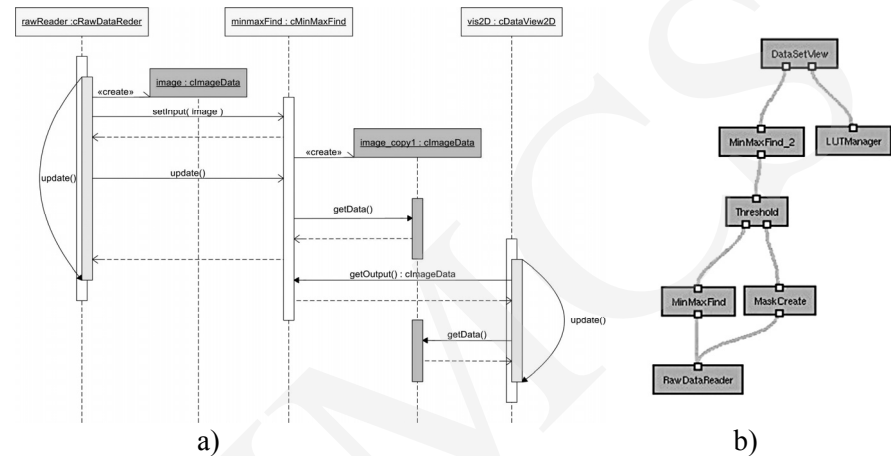 rawReader :cRawDataReder
minmaxFind : cMinMaxFind
vis2D : cDataView2D
image : cImageData
«create»
setInput( image )
image_copy1 : cImageData
«create»
update()
update()
getData()
getOutput() : cImageData
update()
getData()
a)
DataSetView
MinMaxFind_2
LUTManager
Threshold
MinMaxFind
MaskCreate
RawDataReader
b)